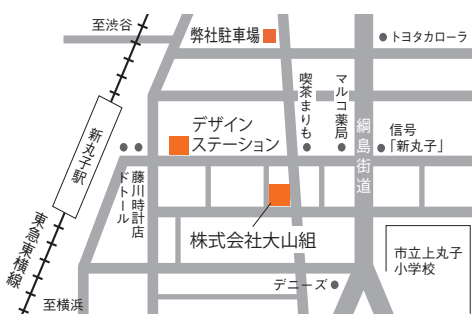 至渋谷
弊社駐車場
トヨタカローラ
新丸子駅
喫茶まりも
マルコ薬局
綱島街道
信号
「新丸子」
デザイン
ステーション
藤川時計店
ドトール
株式会社大山組
東急東横線
至横浜
デニーズ
市立上丸子
小学校